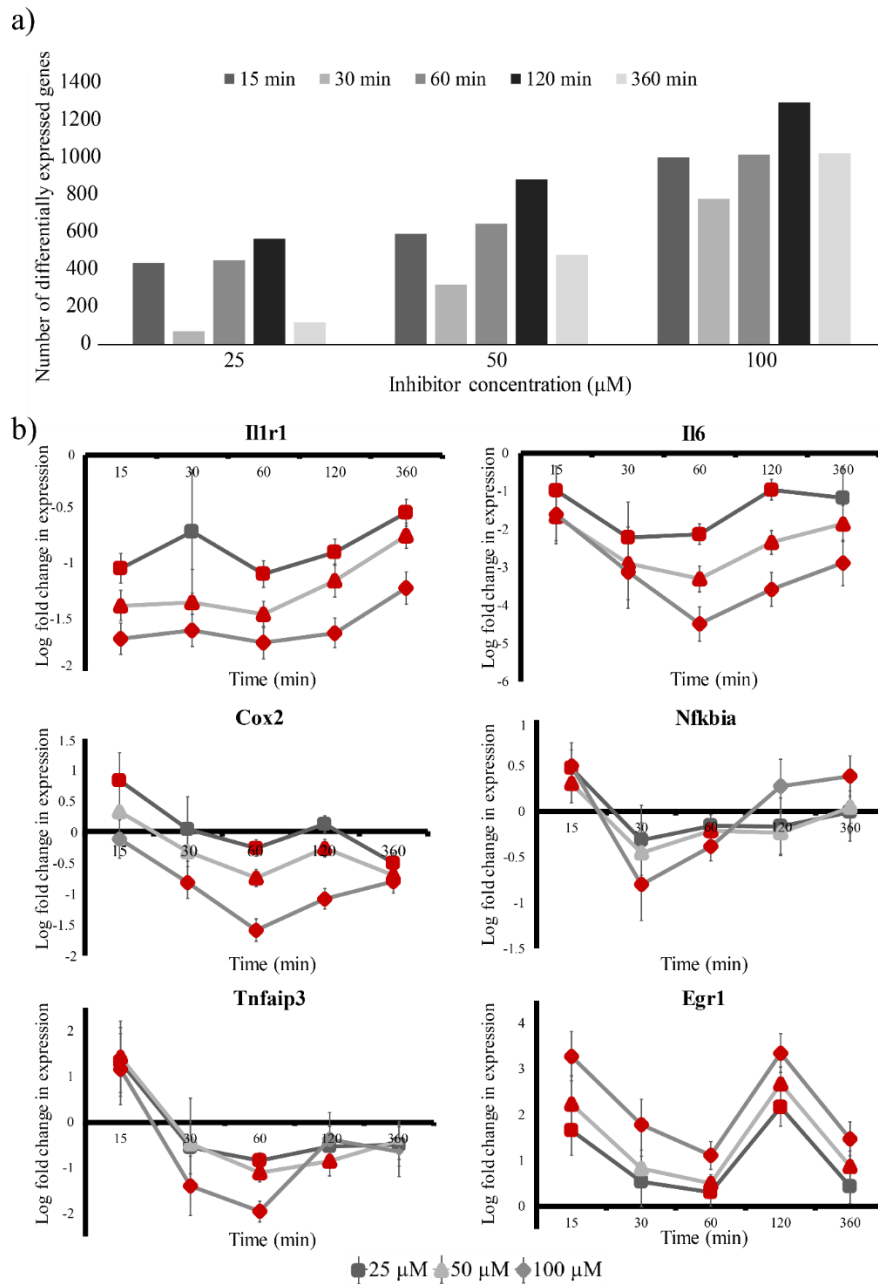 a)
Number of differentially expressed genes
1400
1200
1000
800
600
400
200
0
15 min 30 min 60 min 120 min 360 min
25 50 100
Inhibitor concentration (µM)
b)
Il1r1
Log fold change in expression
0
-0.5
-1
-1.5
-2
15 30 60 120 360
Time (min)
Il6
Log fold change in expression
0
-1
-2
-3
-4
-5
-6
15 30 60 120 360
Time (min)
Cox2
Log fold change in expression
1.5
1
0.5
0
-0.5
-1
-1.5
-2
15 30 60 120 360
Time (min)
Nfkbia
Log fold change in expression
1
0.5
0
-0.5
-1
-1.5
15 30 60 120 360
Time (min)
Tnfaip3
Log fold change in expression
2
1
0
-1
-2
15 30 60 120 360
Time (min)
Egr1
Log fold change in expression
4
3
2
1
0
15 30 60 120 360
Time (min)
25 µM 50 µM 100 µM